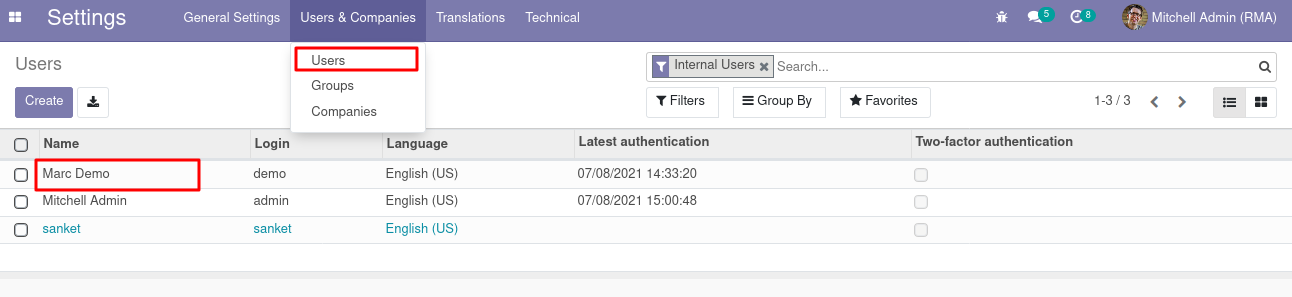 Settings General Settings Users & Companies Translations Technical 5 8 Mitchell Admin (RMA)
Users
Groups
Companies
Users
Internal Users Search...
Create Filters Group By Favorites 1-3 / 3
Name Login Language Latest authentication Two-factor authentication
Marc Demo demo English (US) 07/08/2021 14:33:20
Mitchell Admin admin English (US) 07/08/2021 15:00:48
sanket sanket English (US)